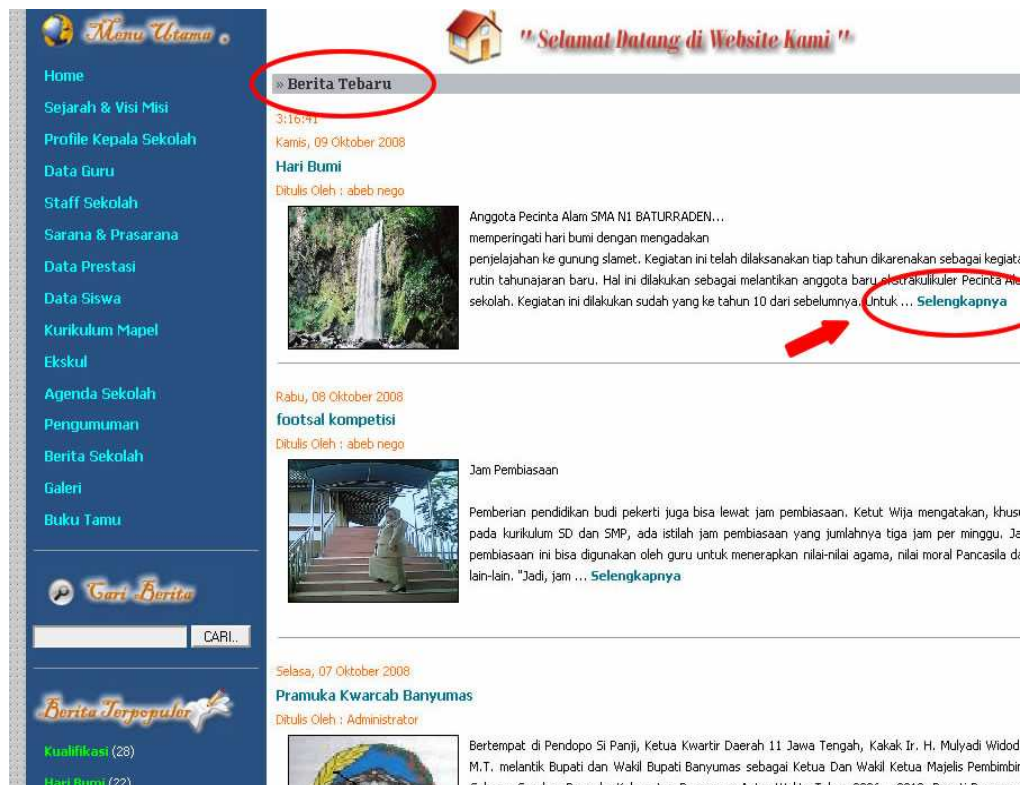 Menu Utama
Home
Sejarah & Visi Misi
Profile Kepala Sekolah
Data Guru
Staff Sekolah
Sarana & Prasarana
Data Prestasi
Data Siswa
Kurikulum Mapel
Ekskul
Agenda Sekolah
Pengumuman
Berita Sekolah
Galeri
Buku Tamu
Cari Berita
CARI..
Berita Terpopuler
Kualifikasi (28)
Hari Bumi (22)
" Selamat Datang di Website Kami "
» Berita Tebaru
3:16:41
Kamis, 09 Oktober 2008
Hari Bumi
Ditulis Oleh : abeb nego
Anggota Pecinta Alam SMA N1 BATURRADEN...
memperingati hari bumi dengan mengadakan
penjelajahan ke gunung slamet. Kegiatan ini telah dilaksanakan tiap tahun dikarenakan sebagai kegiata
rutin tahunajaran baru. Hal ini dilakukan sebagai melantikan anggota baru ekstrakulikuler Pecinta Ala
sekolah. Kegiatan ini dilakukan sudah yang ke tahun 10 dari sebelumnya. Untuk ... Selengkapnya
Rabu, 08 Oktober 2008
footsal kompetisi
Ditulis Oleh : abeb nego
Jam Pembiasaan
Pemberian pendidikan budi pekerti juga bisa lewat jam pembiasaan. Ketut Wija mengatakan, khusu
pada kurikulum SD dan SMP, ada istilah jam pembiasaan yang jumlahnya tiga jam per minggu. Ja
pembiasaan ini bisa digunakan oleh guru untuk menerapkan nilai-nilai agama, nilai moral Pancasila da
lain-lain. "Jadi, jam ... Selengkapnya
Selasa, 07 Oktober 2008
Pramuka Kwarcab Banyumas
Ditulis Oleh : Administrator
Bertempat di Pendopo Si Panji, Ketua Kwartir Daerah 11 Jawa Tengah, Kakak Ir. H. Mulyadi Widod
M.T. melantik Bupati dan Wakil Bupati Banyumas sebagai Ketua Dan Wakil Ketua Majelis Pembimbin